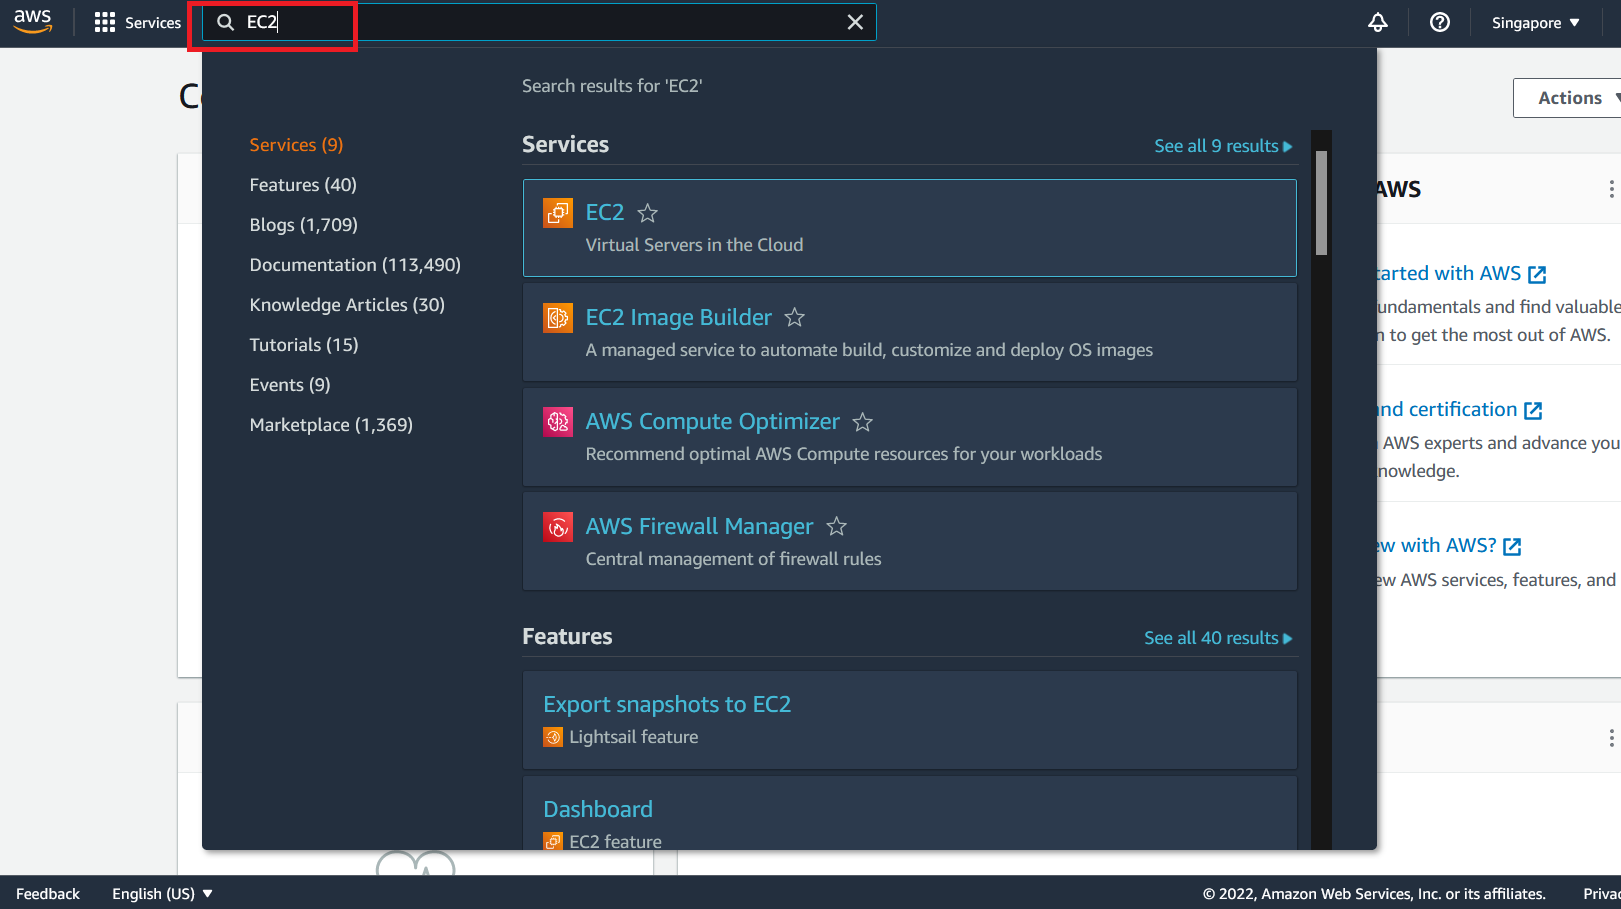 aws
Services
EC2
Singapore
Search results for 'EC2'
Actions
Services (9)
Features (40)
Blogs (1,709)
Documentation (113,490)
Knowledge Articles (30)
Tutorials (15)
Events (9)
Marketplace (1,369)
Services
See all 9 results
EC2
Virtual Servers in the Cloud
EC2 Image Builder
A managed service to automate build, customize and deploy OS images
AWS Compute Optimizer
Recommend optimal AWS Compute resources for your workloads
AWS Firewall Manager
Central management of firewall rules
Features
See all 40 results
Export snapshots to EC2
Lightsail feature
Dashboard
EC2 feature
AWS
with AWS
and find valuable
to get the most out of AWS.
certification
AWS experts and advance
with AWS?
AWS services, features, and
Feedback
English (US)
© 2022, Amazon Web Services, Inc. or its affiliates.